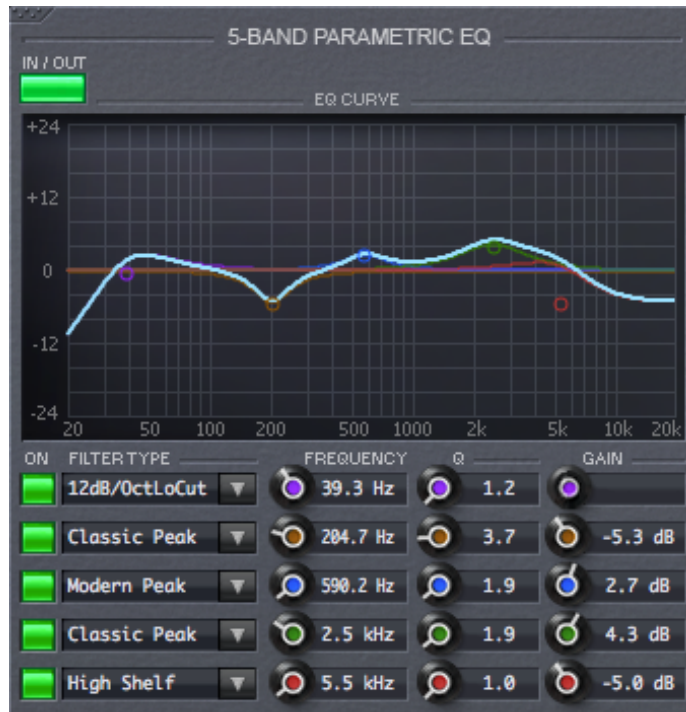 5-BAND PARAMETRIC EQ
IN / OUT
EQ CURVE
+24
+12
0
-12
-24
20 50 100 200 500 1000 2k 5k 10k 20k
ON FILTER TYPE FREQUENCY Q GAIN
12dB/OctLoCut 39.3 Hz 1.2
Classic Peak 204.7 Hz 3.7 -5.3 dB
Modern Peak 590.2 Hz 1.9 2.7 dB
Classic Peak 2.5 kHz 1.9 4.3 dB
High Shelf 5.5 kHz 1.0 -5.0 dB